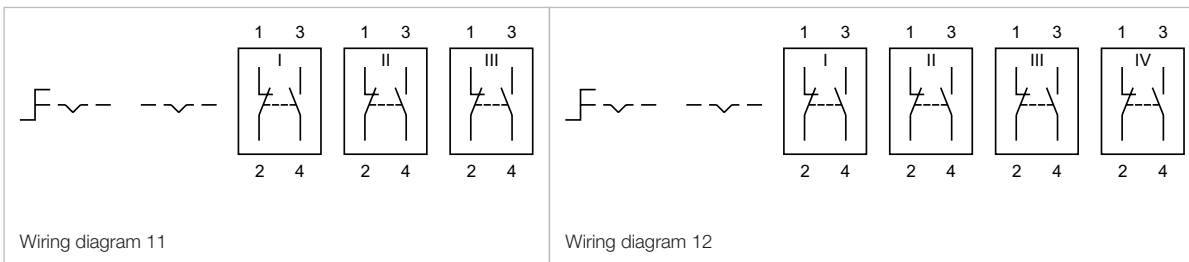 1 3 1 3 1 3
I II III
2 4 2 4 2 4
Wiring diagram 11
1 3 1 3 1 3 1 3
I II III IV
2 4 2 4 2 4 2 4
Wiring diagram 12